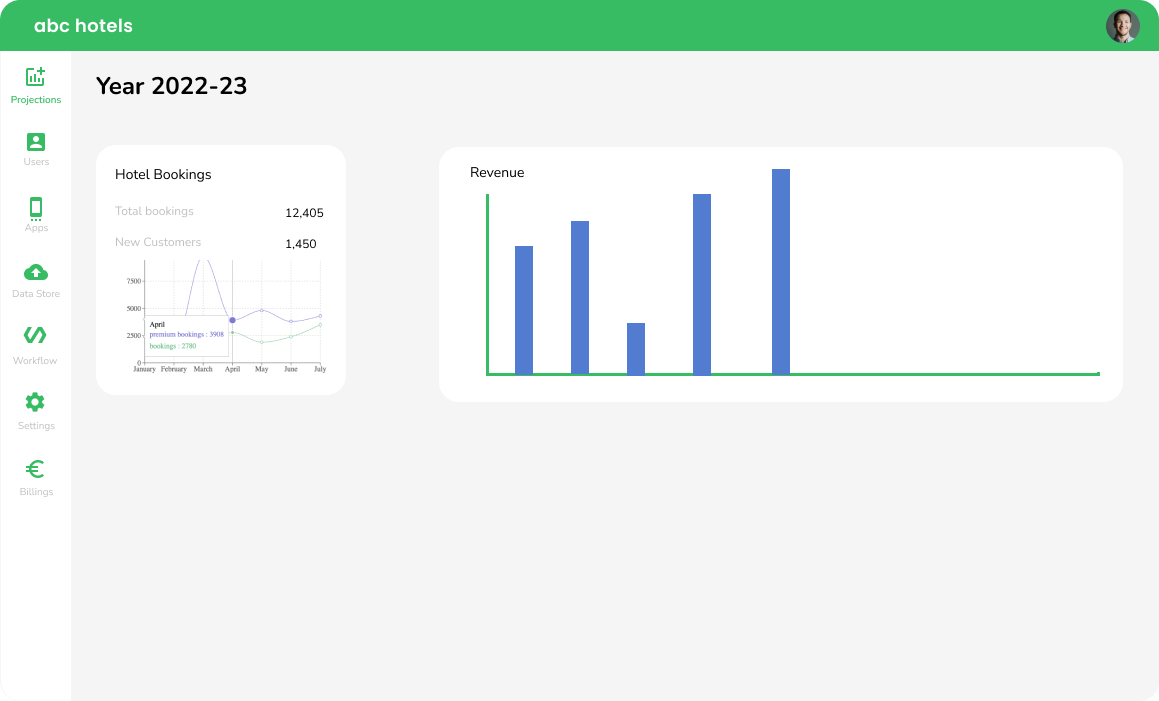 abc hotels
Projections
Users
Apps
Data Store
Workflow
Settings
Billings
Year 2022-23
Hotel Bookings
Total bookings 12,405
New Customers 1,450
7500
5000
2500
0
April
premium bookings : 3908
bookings : 2780
January February March April May June July
Revenue